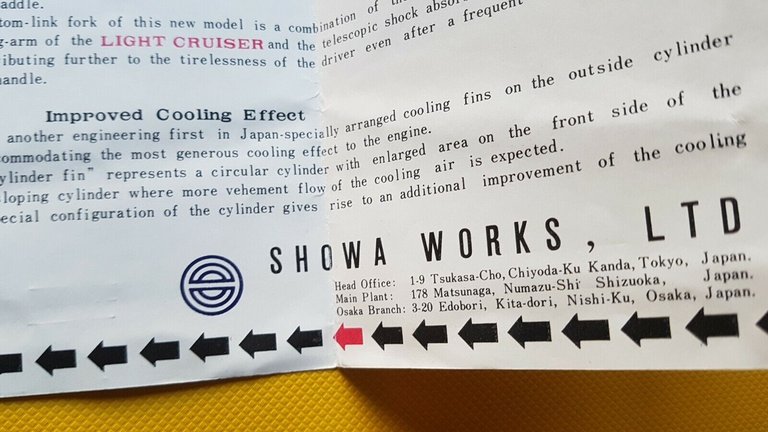 addle.
tom-link fork of this new model is a combination of
g-arm of the LIGHT CRUISER and the telescopic shock
ributing further to the tirelessness of the driver even after a frequent
handle.
Improved Cooling Effect
another engineering first in Japan-specially arranged cooling fins on the outside cylinder
ommodating the most generous cooling effect to the engine.
ylinder fin" represents a circular cylinder with enlarged area on the front side of the
loping cylinder where more vehement flow of the cooling air is expected.
ecial configuration of the cylinder gives rise to an additional improvement of the cooling
SHOWA WORKS, LTD
Head Office: 1-9 Tsukasa-Cho, Chiyoda-Ku Kanda, Tokyo, Japan.
Main Plant: 178 Matsunaga, Numazu-Shi Shizuoka, Japan.
Osaka Branch: 3-20 Edobori, Kita-dori, Nishi-Ku, Osaka, Japan.